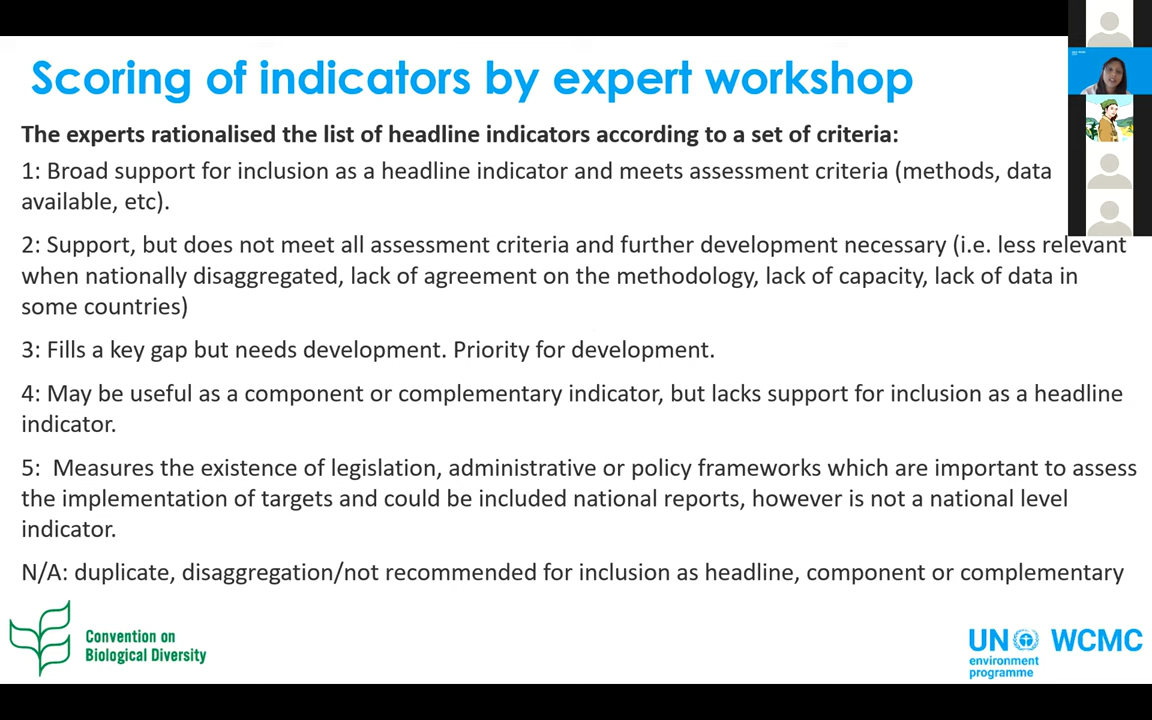 Scoring of indicators by expert workshop
The experts rationalised the list of headline indicators according to a set of criteria:
1: Broad support for inclusion as a headline indicator and meets assessment criteria (methods, data
available, etc).
2: Support, but does not meet all assessment criteria and further development necessary (i.e. less relevant
when nationally disaggregated, lack of agreement on the methodology, lack of capacity, lack of data in
some countries)
3: Fills a key gap but needs development. Priority for development.
4: May be useful as a component or complementary indicator, but lacks support for inclusion as a headline
indicator.
5:  Measures the existence of legislation, administrative or policy frameworks which are important to assess
the implementation of targets and could be included national reports, however is not a national level
indicator.
N/A: duplicate, disaggregation/not recommended for inclusion as headline, component or complementary
Convention on
Biological Diversity
UN WCMC
environment
programme